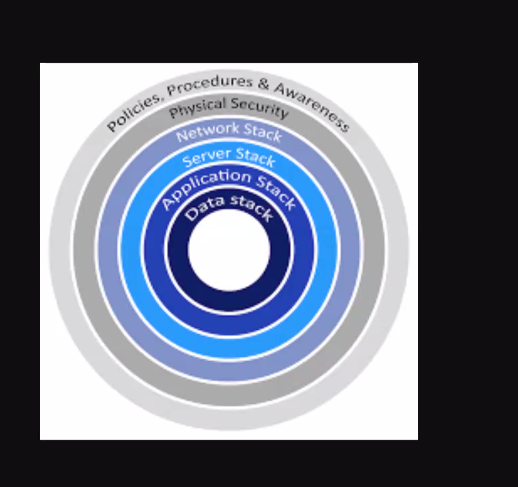 Policies, Procedures & Awareness
Physical Security
Network Stack
Server Stack
Application Stack
Data stack